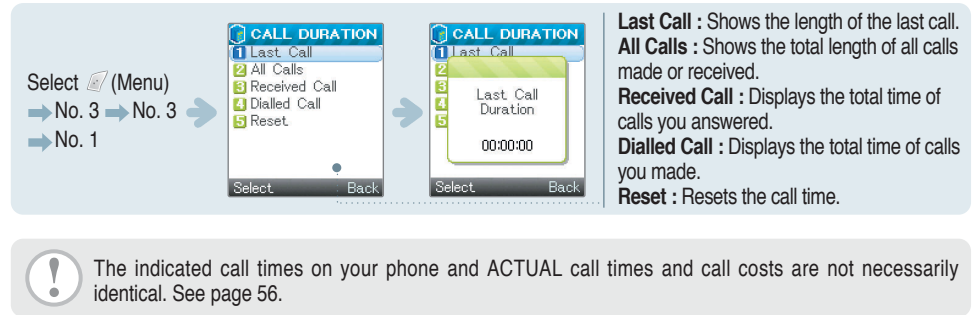 Select (Menu)
No. 3 No. 3
No. 1
CALL DURATION
1 Last Call
2 All Calls
3 Received Call
4 Dialled Call
5 Reset
Select Back
CALL DURATION
1 Last Call
2
3
4
5
Last Call
Duration
00:00:00
Select Back
Last Call : Shows the length of the last call.
All Calls : Shows the total length of all calls
made or received.
Received Call : Displays the total time of
calls you answered.
Dialled Call : Displays the total time of calls
you made.
Reset : Resets the call time.
! The indicated call times on your phone and ACTUAL call times and call costs are not necessarily
identical. See page 56.